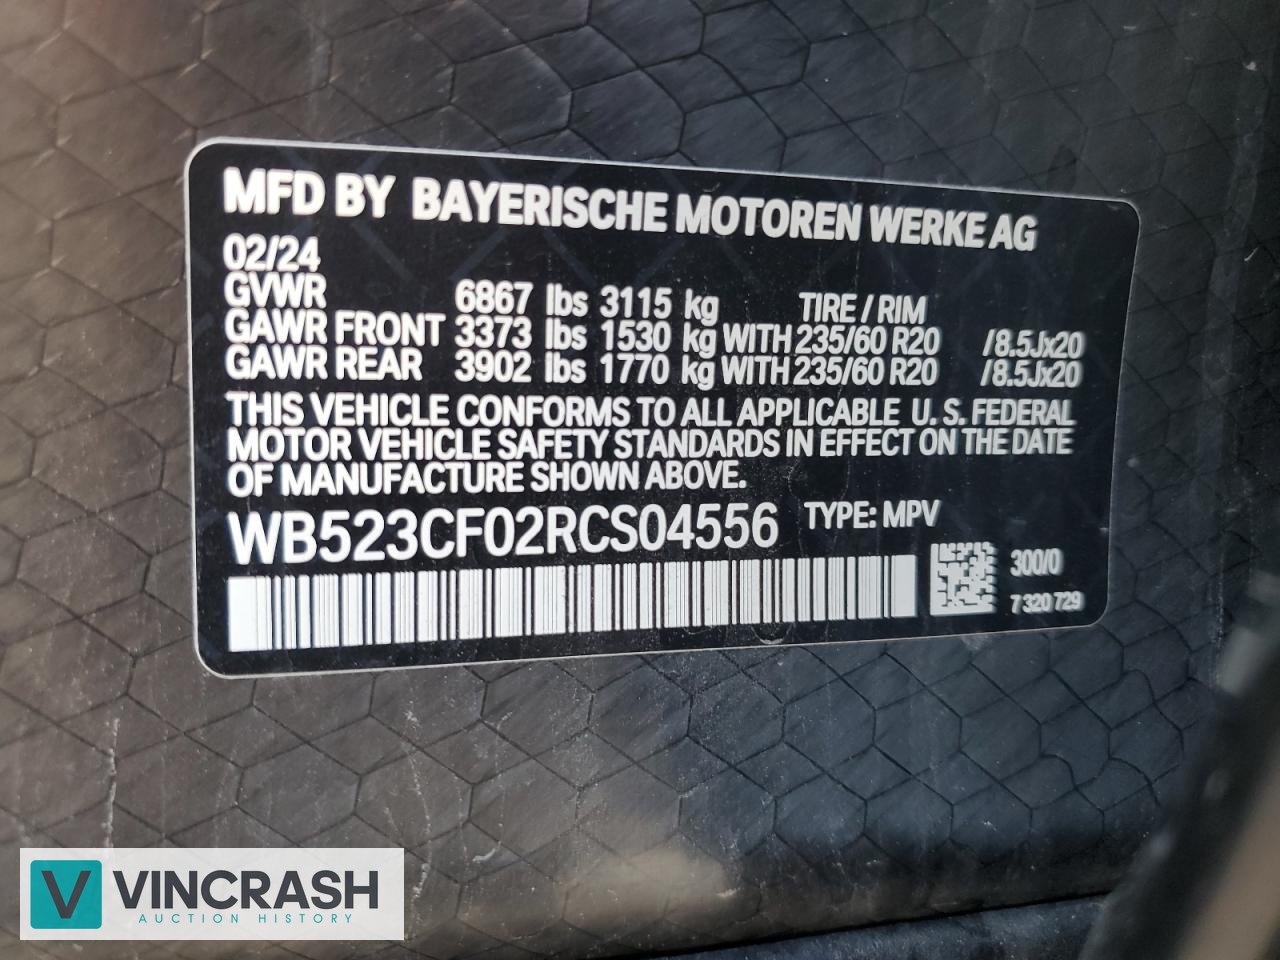 MFD BY BAYERISCHE MOTOREN WERKE AG
02/24
GVWR 6867 lbs 3115 kg TIRE / RIM
GAWR FRONT 3373 lbs 1530 kg WITH 235/60 R20 /8.5Jx20
GAWR REAR 3902 lbs 1770 kg WITH 235/60 R20 /8.5Jx20
THIS VEHICLE CONFORMS TO ALL APPLICABLE U. S. FEDERAL
MOTOR VEHICLE SAFETY STANDARDS IN EFFECT ON THE DATE
OF MANUFACTURE SHOWN ABOVE.
WB523CF02RCS04556 TYPE: MPV
300/0
7 320 729
V VINCRASH
AUCTION HISTORY